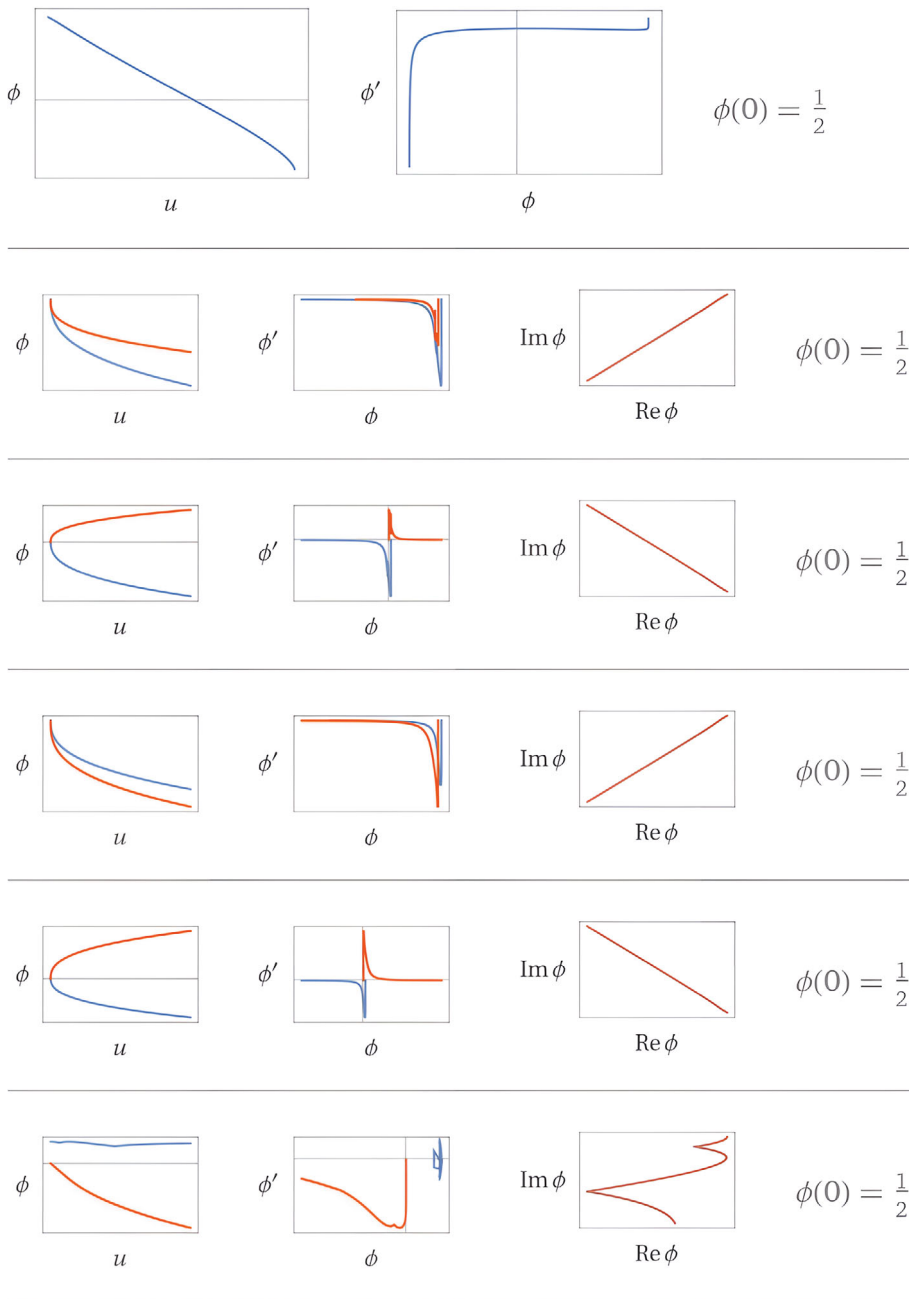 ϕ
ϕ′
ϕ(0) = 1/2
u
ϕ
ϕ
ϕ′
Im ϕ
ϕ(0) = 1/2
u
ϕ
Re ϕ
ϕ
ϕ′
Im ϕ
ϕ(0) = 1/2
u
ϕ
Re ϕ
ϕ
ϕ′
Im ϕ
ϕ(0) = 1/2
u
ϕ
Re ϕ
ϕ
ϕ′
Im ϕ
ϕ(0) = 1/2
u
ϕ
Re ϕ
ϕ
ϕ′
Im ϕ
ϕ(0) = 1/2
u
ϕ
Re ϕ